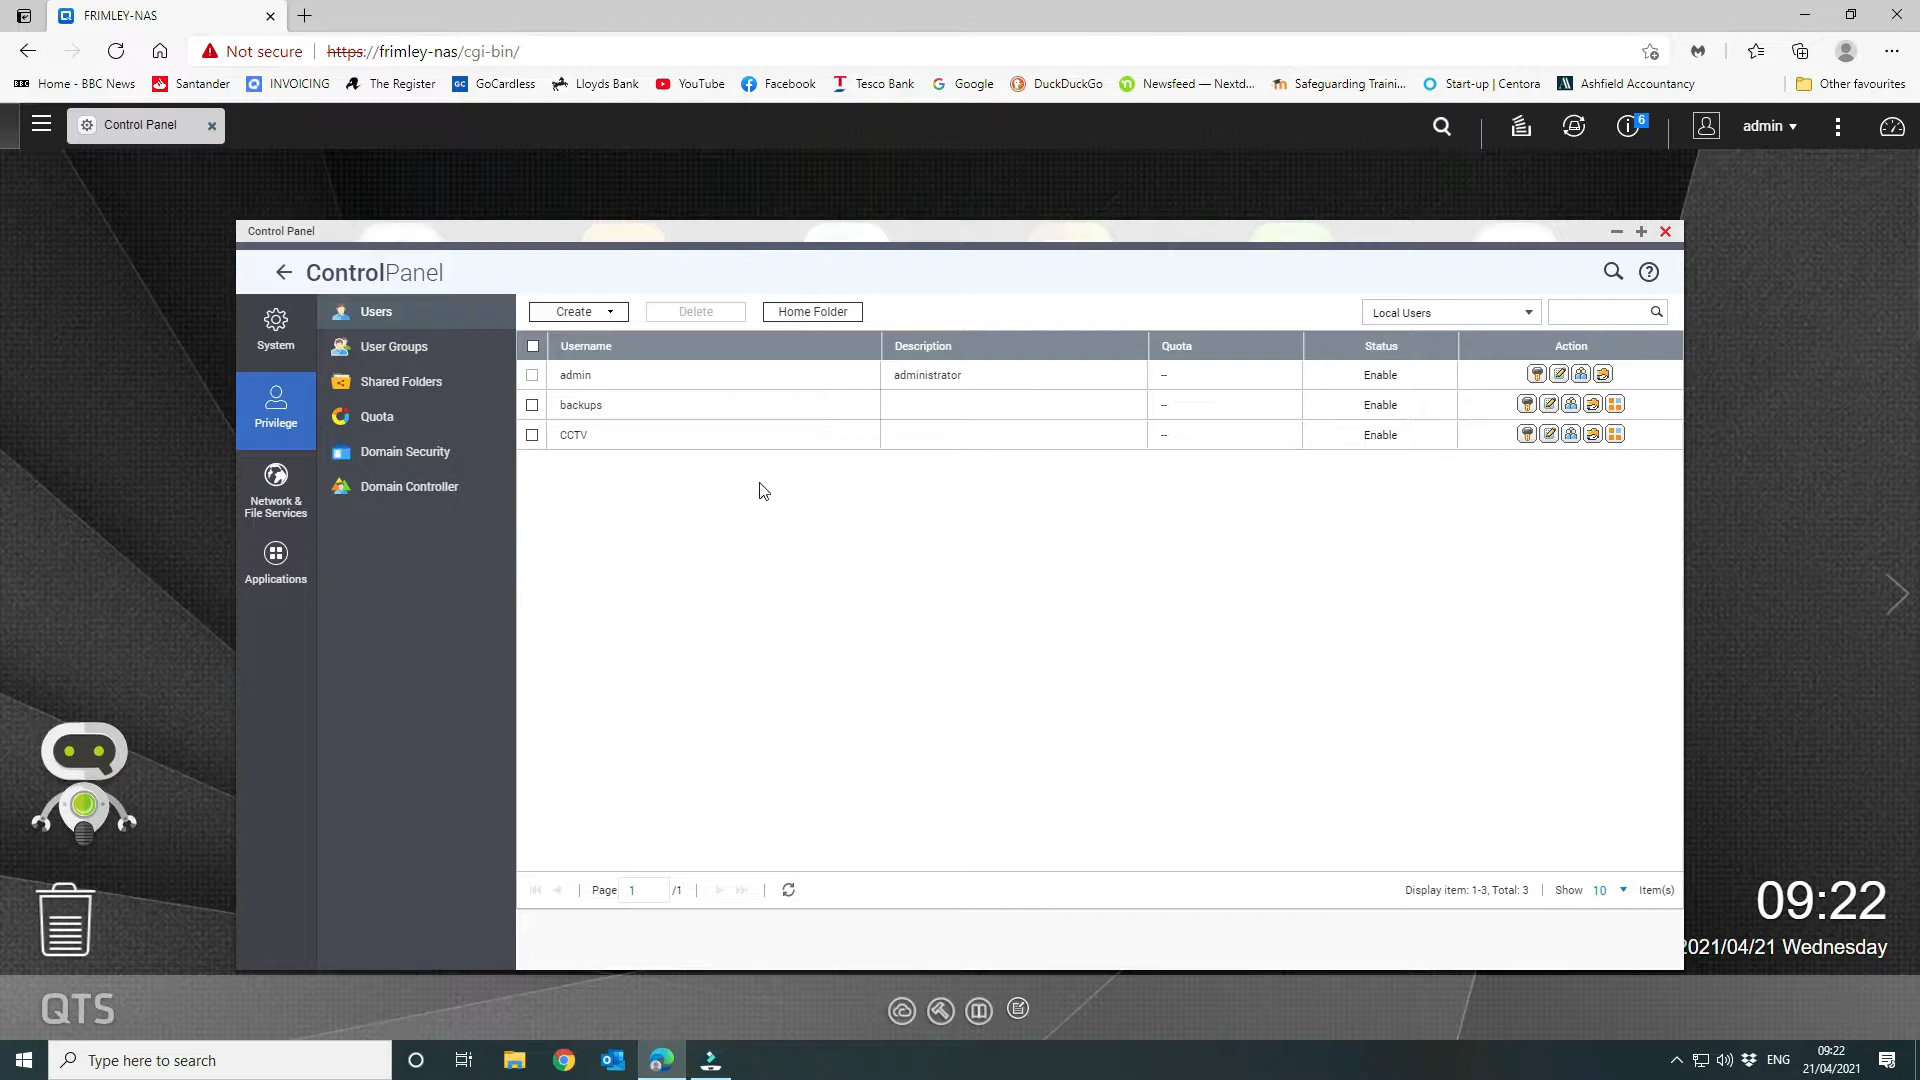 FRIMLEY-NAS
Not secure https://frimley-nas/cgi-bin/
Home - BBC News Santander INVOICING The Register GoCardless Lloyds Bank YouTube Facebook Tesco Bank Google DuckDuckGo Newsfeed — Nextd... Safeguarding Traini... Start-up | Centora Ashfield Accountancy Other favourites
Control Panel 6 admin
Control Panel
ControlPanel
System
Privilege
Network &
File Services
Applications
Users
User Groups
Shared Folders
Quota
Domain Security
Domain Controller
Create Delete Home Folder Local Users
Username Description Quota Status Action
admin administrator -- Enable
backups -- Enable
CCTV -- Enable
Page 1 /1 Display item: 1-3, Total: 3 Show 10 Item(s)
09:22
2021/04/21 Wednesday
QTS
Type here to search
ENG
09:22
21/04/2021